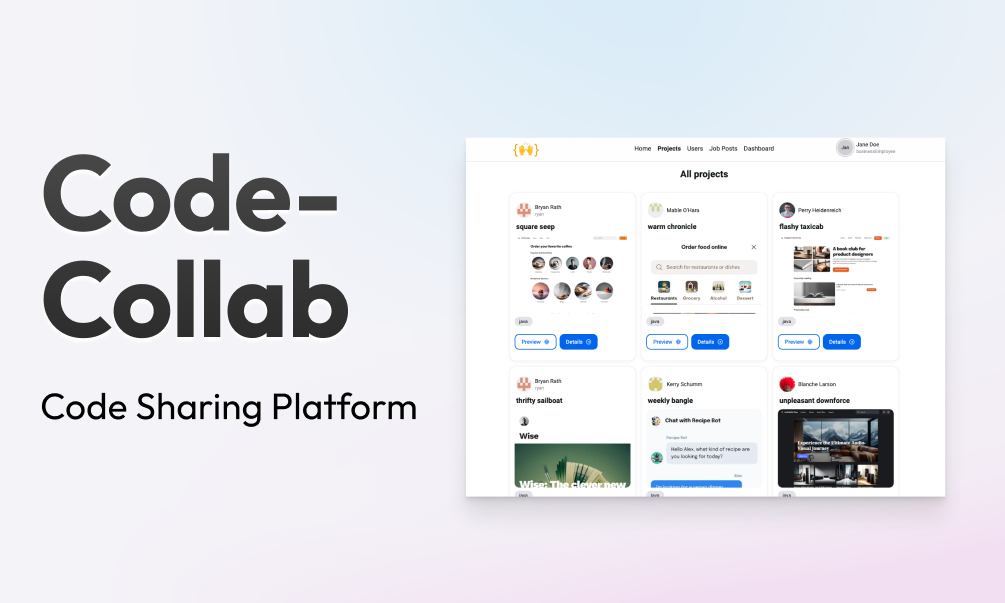 Code-
Collab
Code Sharing Platform
Home Projects Users Job Posts Dashboard
Jan
Jane Doe
businessEmployee
All projects
Bryan Rath
ryan
square seep
Order your favorite coffee
java
Preview
Details
Mable O'Hara
warm chronicle
Order food online
Search for restaurants or dishes
Restaurants Grocery Alcohol Dessert
java
Preview
Details
Perry Heidenreich
flashy taxicab
A book club for
product designers
java
Preview
Details
Bryan Rath
ryan
thrifty sailboat
Wise
Wise: The clever new
java
Kerry Schumm
weekly bangle
Chat with Recipe Bot
Recipe Bot
Hello Alex, what kind of recipe are
you looking for today?
Alex
java
Blanche Larson
unpleasant downforce
Experience the Ultimate Audio-
Visual Journey
java